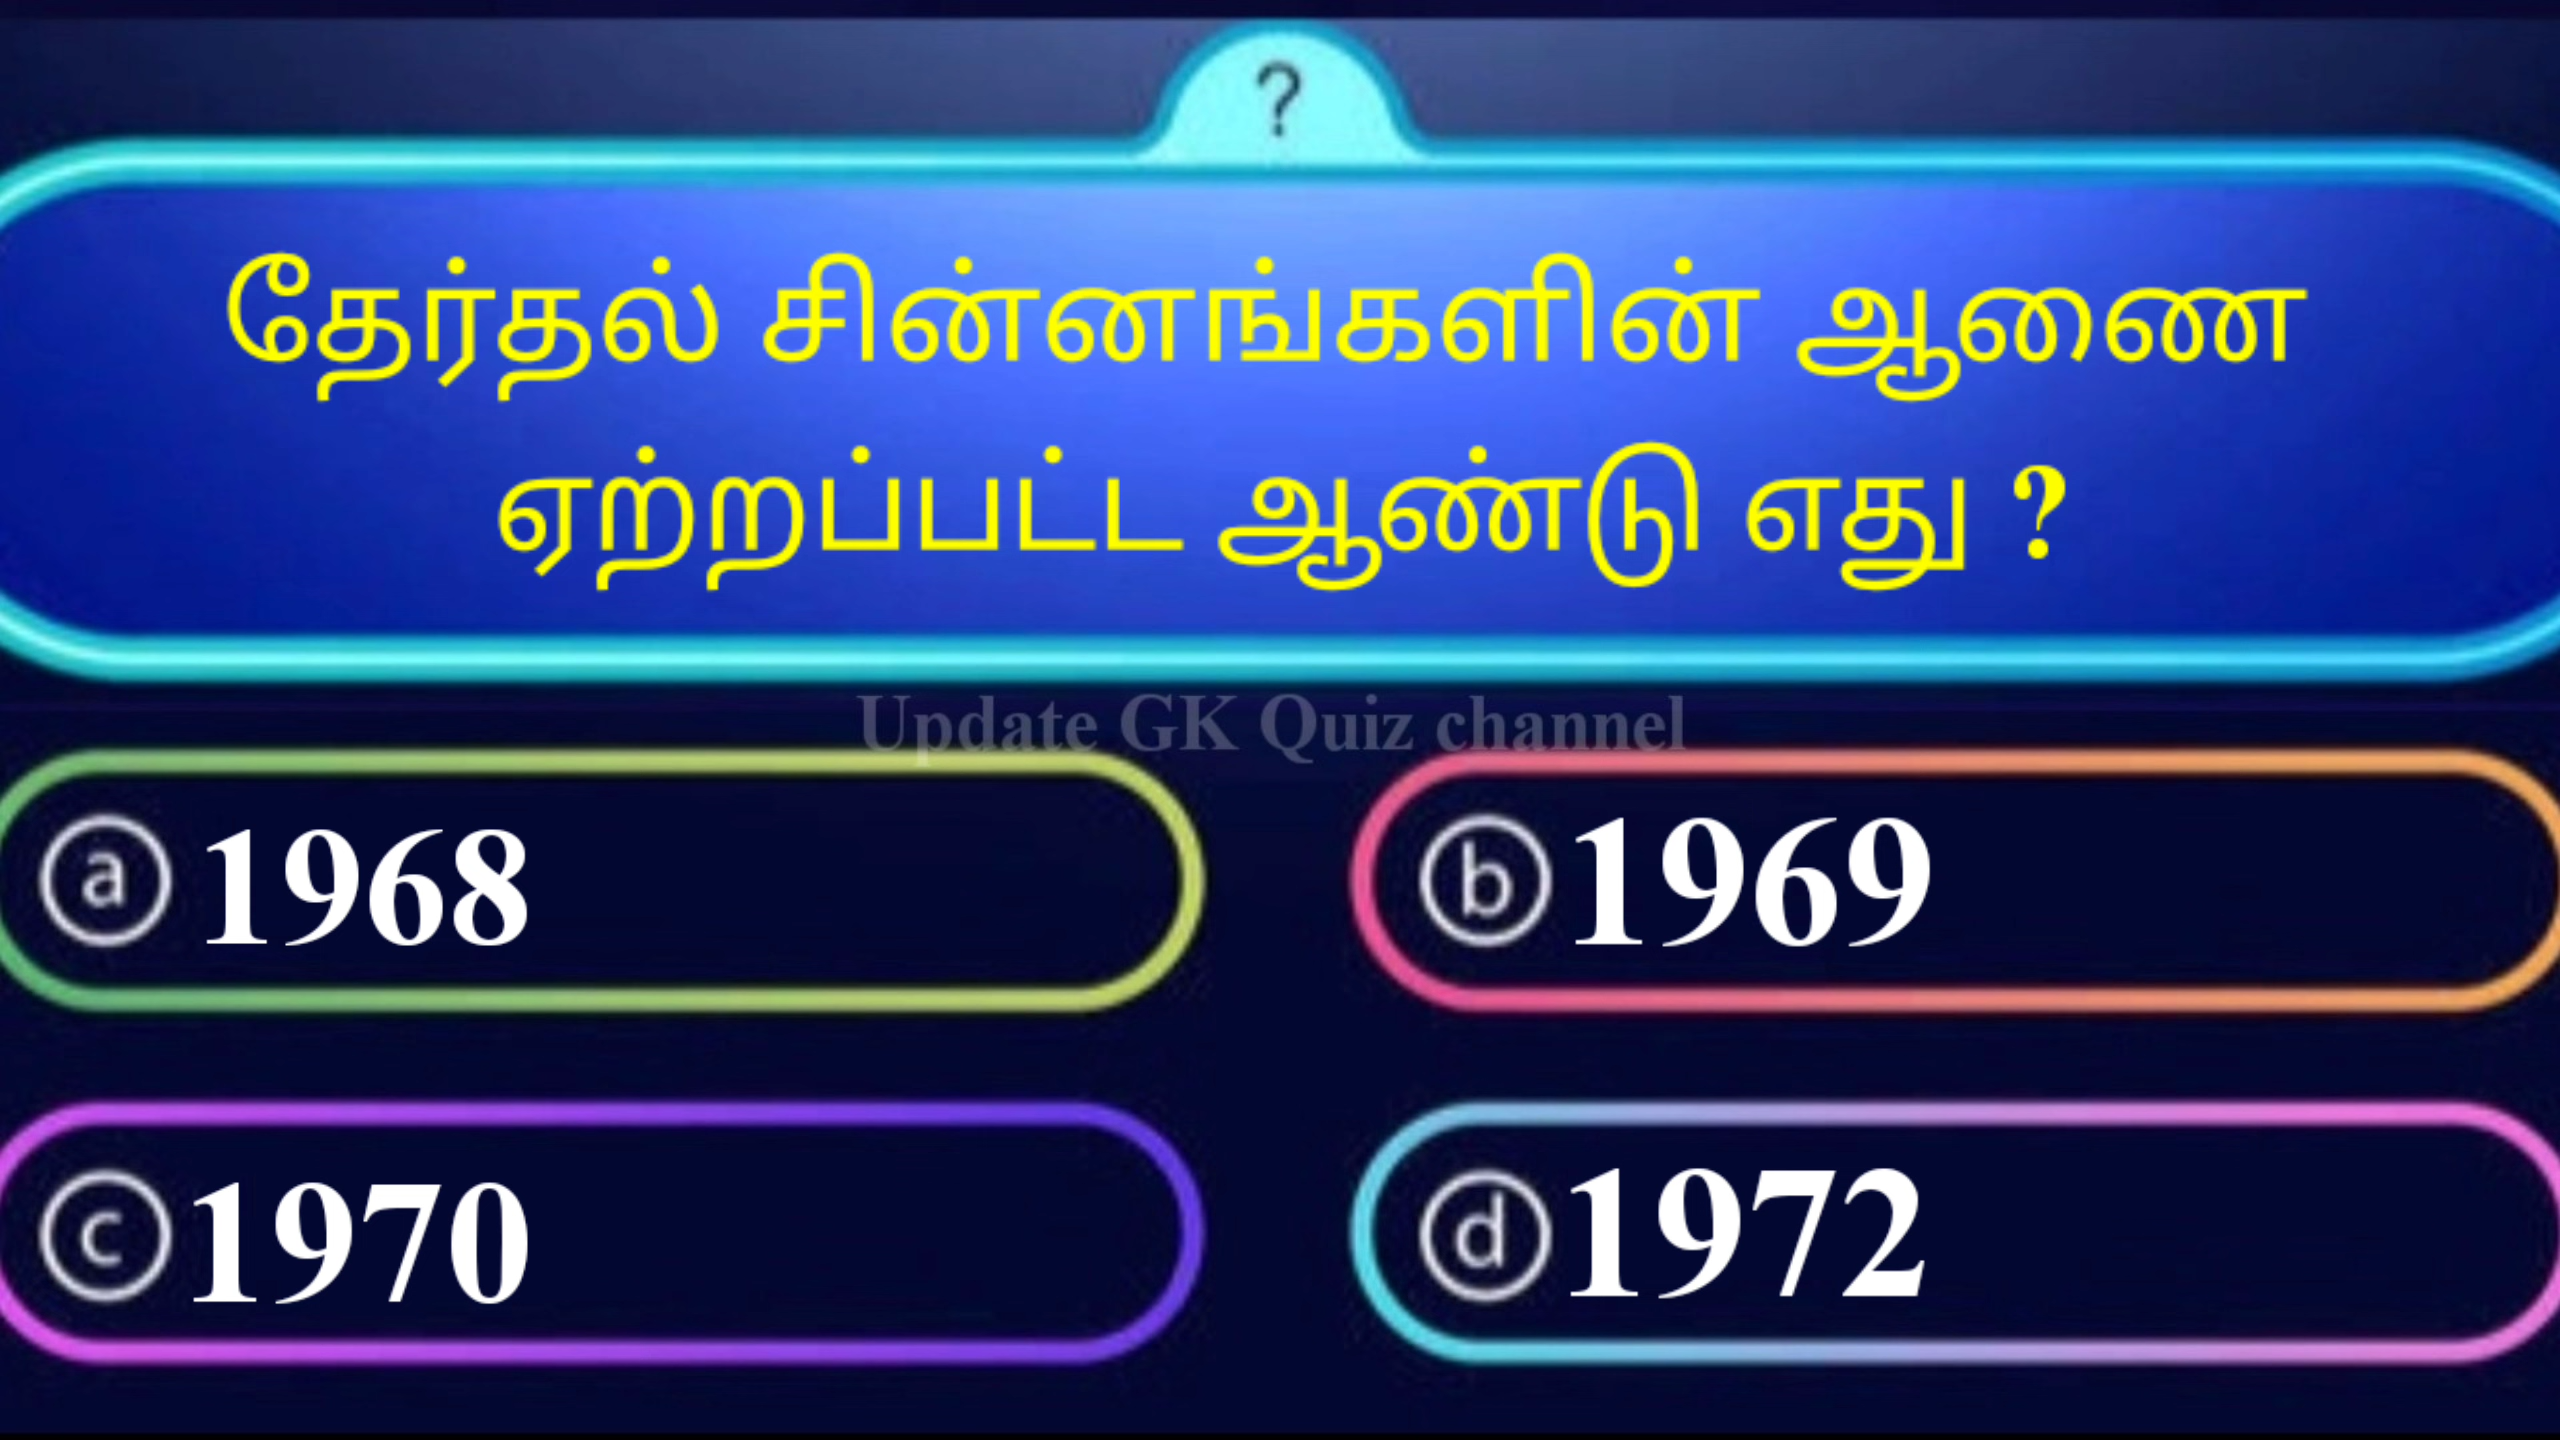 ?
தேர்தல் சின்னங்களின் ஆணை
ஏற்றப்பட்ட ஆண்டு எது ?
Update GK Quiz channel
a 1968
b 1969
c 1970
d 1972